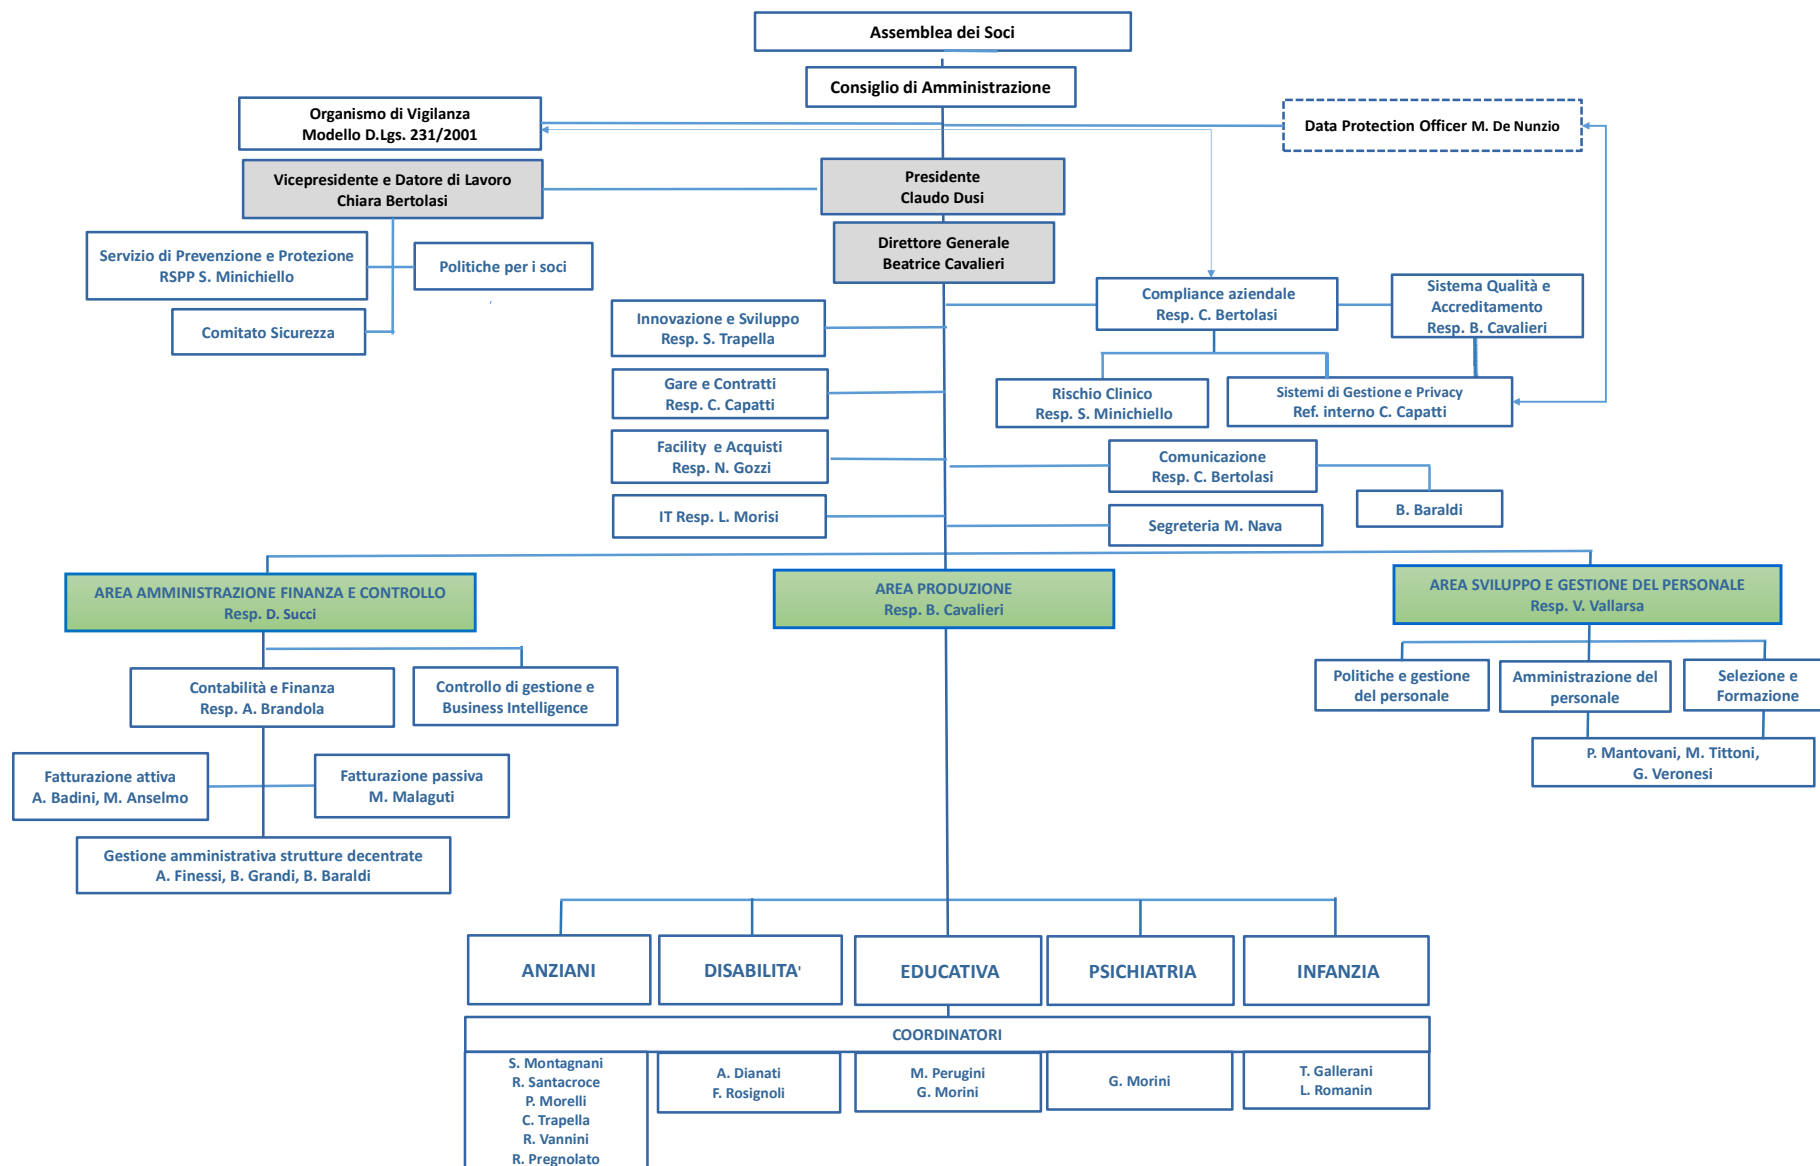 Assemblea dei Soci
Consiglio di Amministrazione
Organismo di Vigilanza
Modello D.Lgs. 231/2001
Data Protection Officer M. De Nunzio
Vicepresidente e Datore di Lavoro
Chiara Bertolasi
Presidente
Claudo Dusi
Direttore Generale
Beatrice Cavalieri
Servizio di Prevenzione e Protezione
RSPP S. Minichiello
Politiche per i soci
Comitato Sicurezza
Compliance aziendale
Resp. C. Bertolasi
Sistema Qualità e
Accreditamento
Resp. B. Cavalieri
Innovazione e Sviluppo
Resp. S. Trapella
Gare e Contratti
Resp. C. Capatti
Rischio Clinico
Resp. S. Minichiello
Sistemi di Gestione e Privacy
Ref. interno C. Capatti
Facility e Acquisti
Resp. N. Gozzi
Comunicazione
Resp. C. Bertolasi
B. Baraldi
IT Resp. L. Morisi
Segreteria M. Nava
AREA AMMINISTRAZIONE FINANZA E CONTROLLO
Resp. D. Succi
AREA PRODUZIONE
Resp. B. Cavalieri
AREA SVILUPPO E GESTIONE DEL PERSONALE
Resp. V. Vallarsa
Contabilità e Finanza
Resp. A. Brandola
Controllo di gestione e
Business Intelligence
Politiche e gestione
del personale
Amministrazione del
personale
Selezione e
Formazione
P. Mantovani, M. Tittoni,
G. Veronesi
Fatturazione attiva
A. Badini, M. Anselmo
Fatturazione passiva
M. Malaguti
Gestione amministrativa strutture decentrate
A. Finessi, B. Grandi, B. Baraldi
ANZIANI
DISABILITA'
EDUCATIVA
PSICHIATRIA
INFANZIA
COORDINATORI
S. Montagnani
R. Santacroce
P. Morelli
C. Trapella
R. Vannini
R. Pregnolato
A. Dianati
F. Rosignoli
M. Perugini
G. Morini
G. Morini
T. Gallerani
L. Romanin